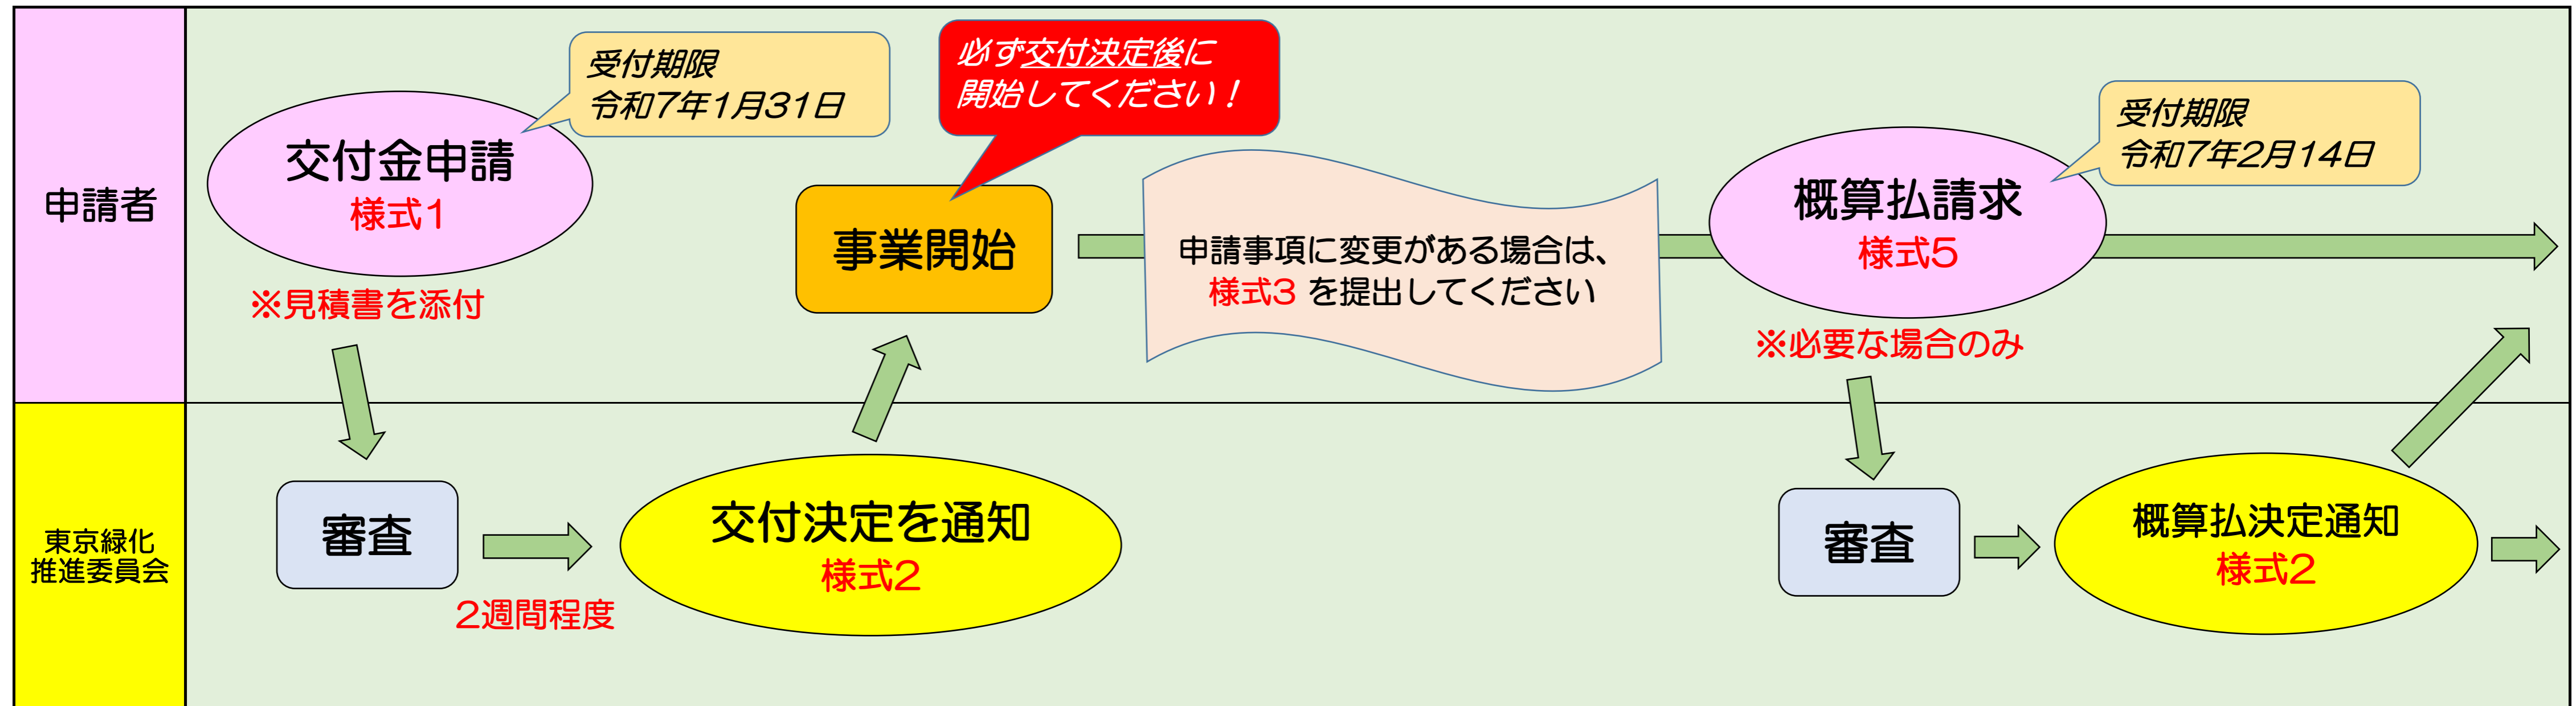 申請者
受付期限
令和7年1月31日
交付金申請
様式1
※見積書を添付
必ず交付決定後に
開始してください！
事業開始
申請事項に変更がある場合は、
様式3 を提出してください
受付期限
令和7年2月14日
概算払請求
様式5
※必要な場合のみ
東京緑化
推進委員会
審査
2週間程度
交付決定を通知
様式2
審査
概算払決定通知
様式2